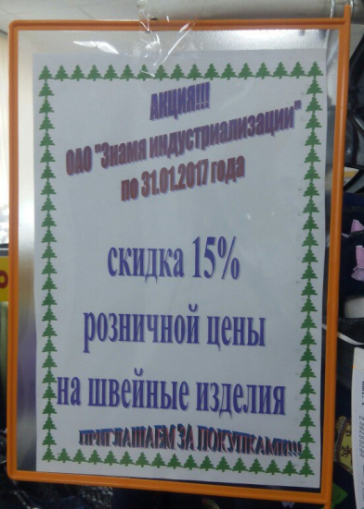 АКЦИЯ!!!
ОАО "Знамя индустриализации"
по 31.01.2017 года
скидка 15%
розничной цены
на швейные изделия
ПРИГЛАШАЕМ ЗА ПОКУПКАМИ!!!